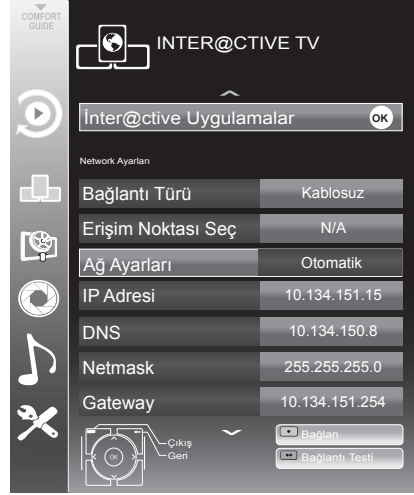 COMFORT
GUIDE
INTER@CTIVE TV
İnter@ctive Uygulamalar OK
Network Ayarları
Bağlantı Türü Kablosuz
Erişim Noktası Seç N/A
Ağ Ayarları Otomatik
IP Adresi 10.134.151.15
DNS 10.134.150.8
Netmask 255.255.255.0
Gateway 10.134.151.254
OK
Çıkış
Geri
Bağlan
Bağlantı Testi